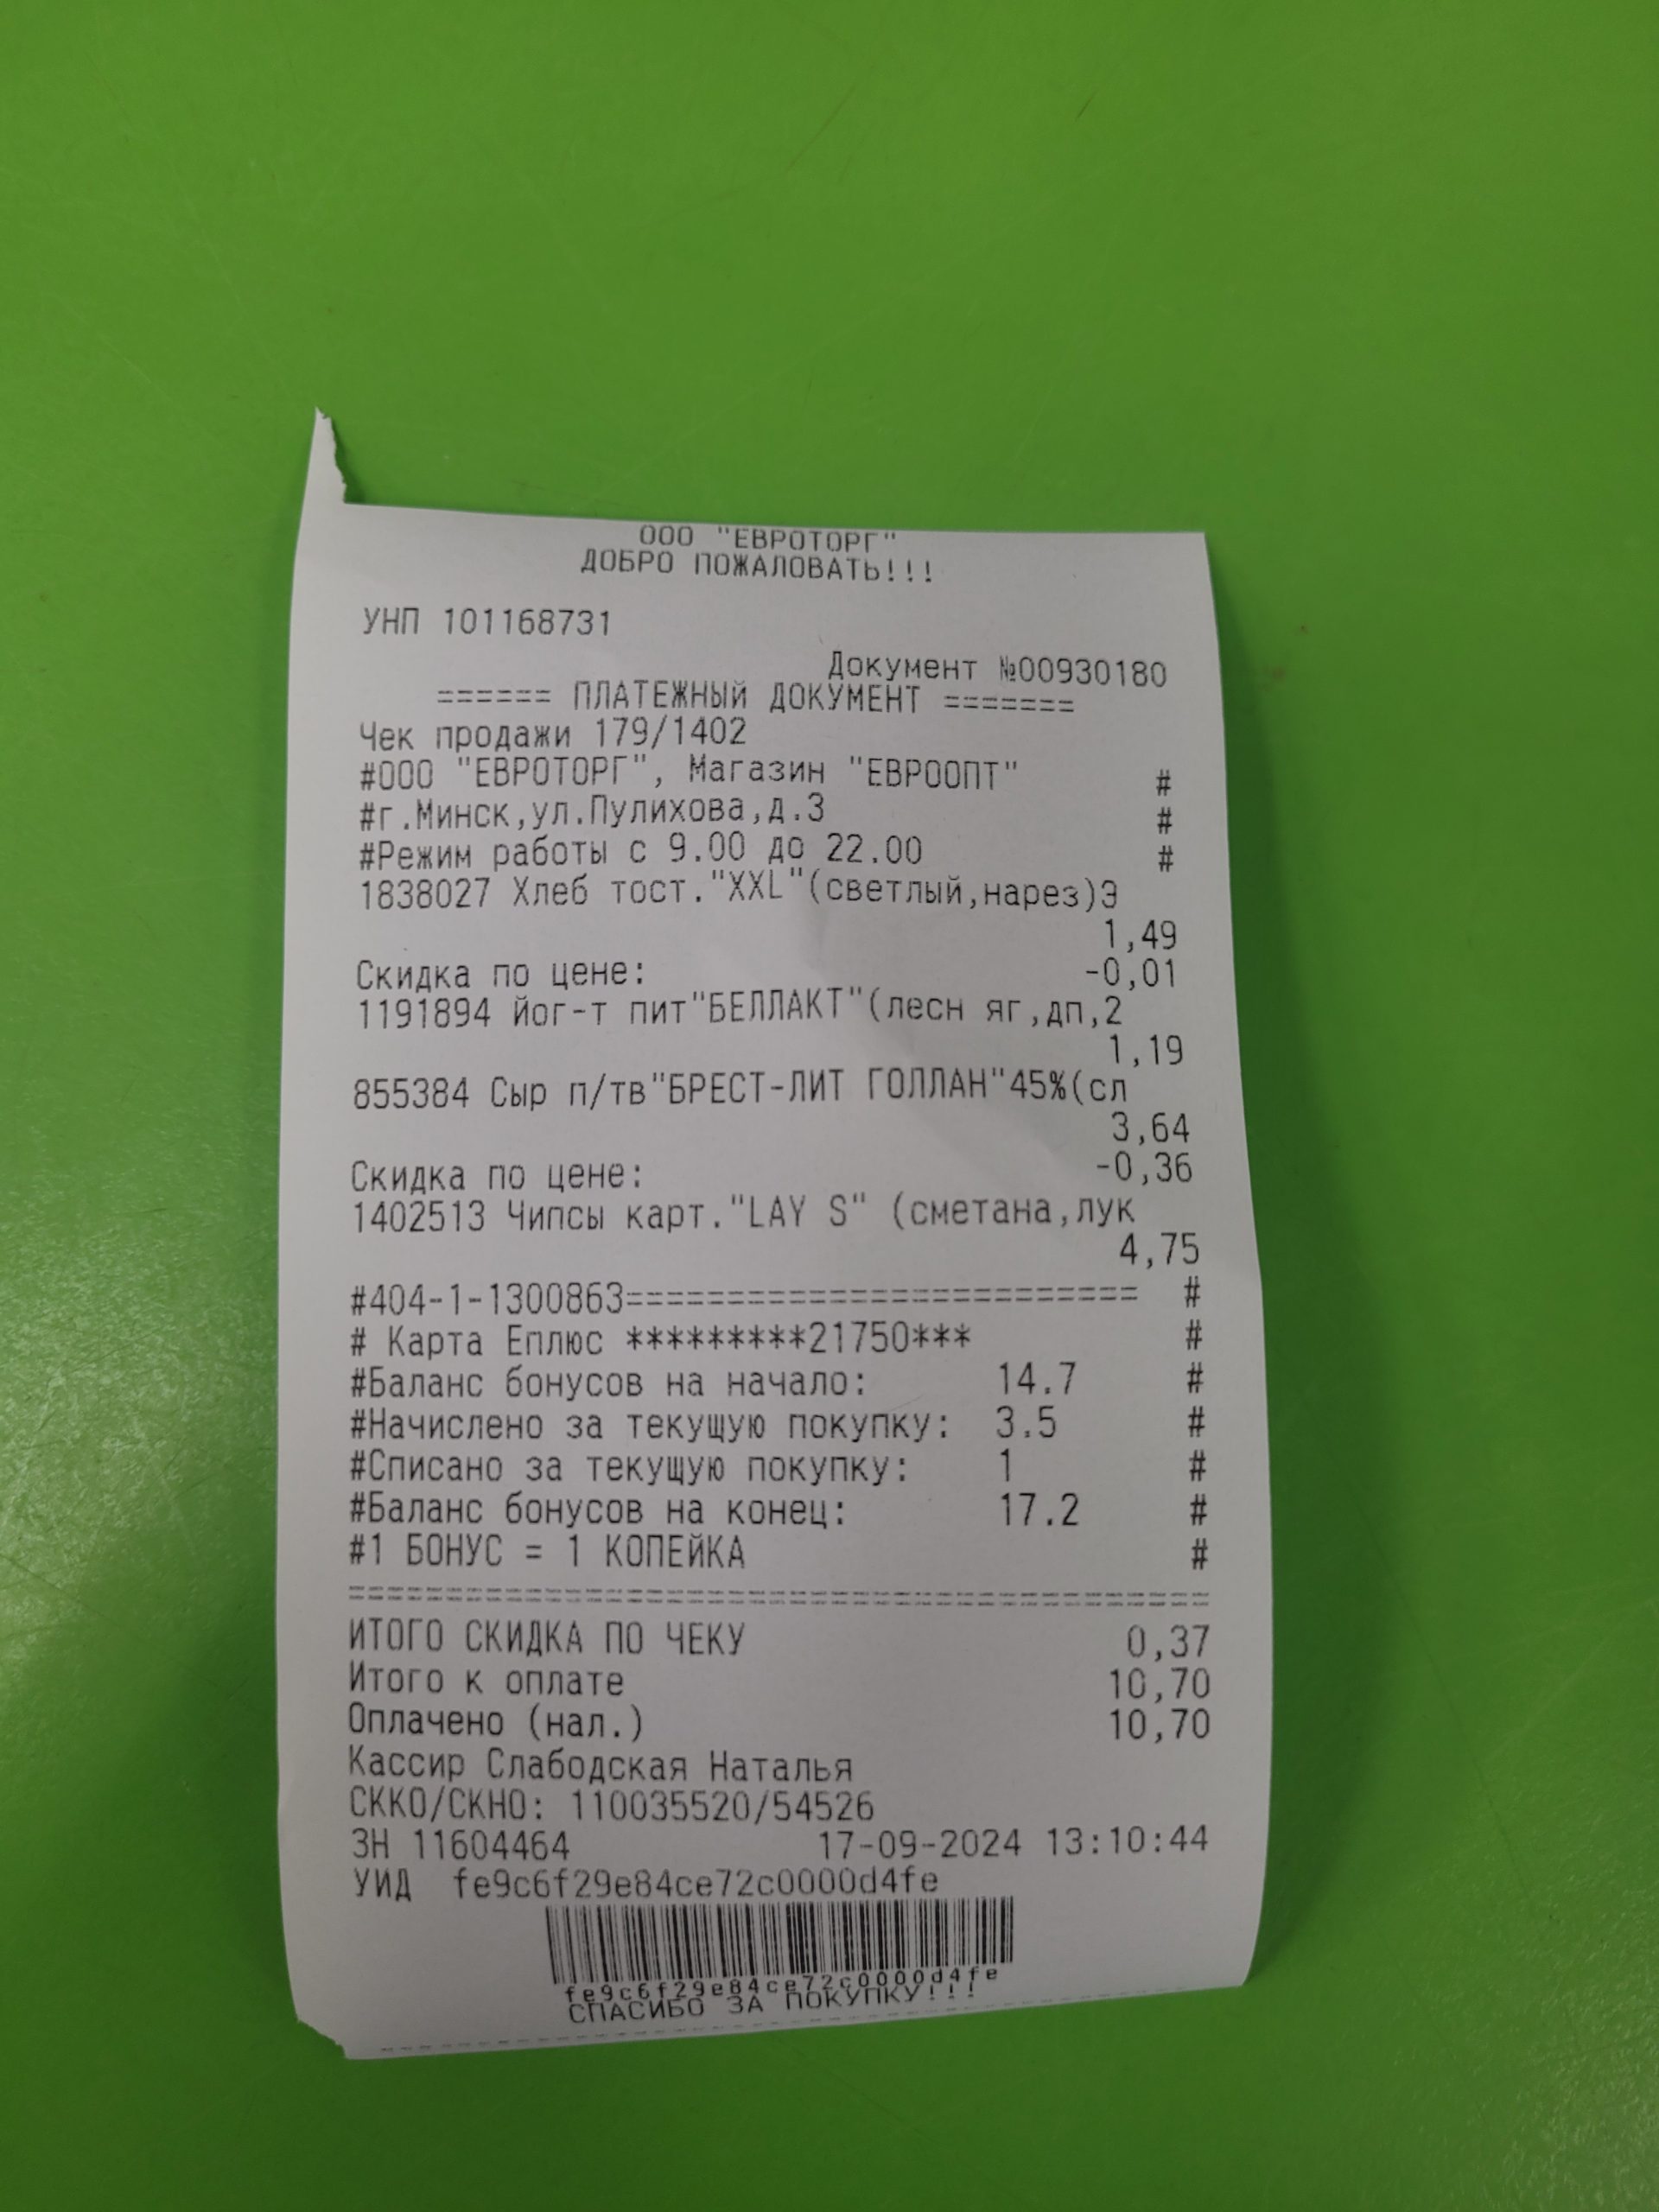 ООО "ЕВРОТОРГ"
ДОБРО ПОЖАЛОВАТЬ!!!
УНП 101168731
Документ №00930180
====== ПЛАТЕЖНЫЙ ДОКУМЕНТ =======
Чек продажи 179/1402
#ООО "ЕВРОТОРГ", Магазин "ЕВРООПТ" #
#г.Минск,ул.Пулихова,д.3 #
#Режим работы с 9.00 до 22.00 #
1838027 Хлеб тост."XXL"(светлый,нарез)Э
1,49
Скидка по цене: -0,01
1191894 йог-т пит"БЕЛЛАКТ"(лесн яг,дп,2
1,19
855384 Сыр п/тв"БРЕСТ-ЛИТ ГОЛЛАН"45%(сл
3,64
Скидка по цене: -0,36
1402513 Чипсы карт."LAY S" (сметана,лук
4,75
#404-1-1300863========================== #
# Карта Еплюс *********21750*** #
#Баланс бонусов на начало: 14.7 #
#Начислено за текущую покупку: 3.5 #
#Списано за текущую покупку: 1 #
#Баланс бонусов на конец: 17.2 #
#1 БОНУС = 1 КОПЕЙКА #
ИТОГО СКИДКА ПО ЧЕКУ 0,37
Итого к оплате 10,70
Оплачено (нал.) 10,70
Кассир Слабодская Наталья
СККО/СКНО: 110035520/54526
ЗН 11604464 17-09-2024 13:10:44
УИД fe9c6f29e84ce72c0000d4fe
fe9c6f29e84ce72c0000d4fe
СПАСИБО ЗА ПОКУПКУ!!!